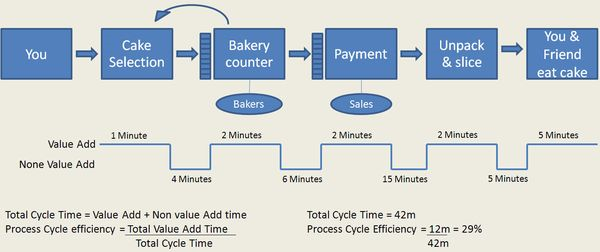 You
Cake
Selection
Bakery
counter
Payment
Unpack
& slice
You &
Friend
eat cake
Bakers
Sales
1 Minute
2 Minutes
2 Minutes
2 Minutes
5 Minutes
Value Add
None Value Add
4 Minutes
6 Minutes
15 Minutes
5 Minutes
Total Cycle Time = Value Add + Non value Add time
Process Cycle efficiency = Total Value Add Time
Total Cycle Time
Total Cycle Time = 42m
Process Cycle Efficiency = 12m = 29%
42m